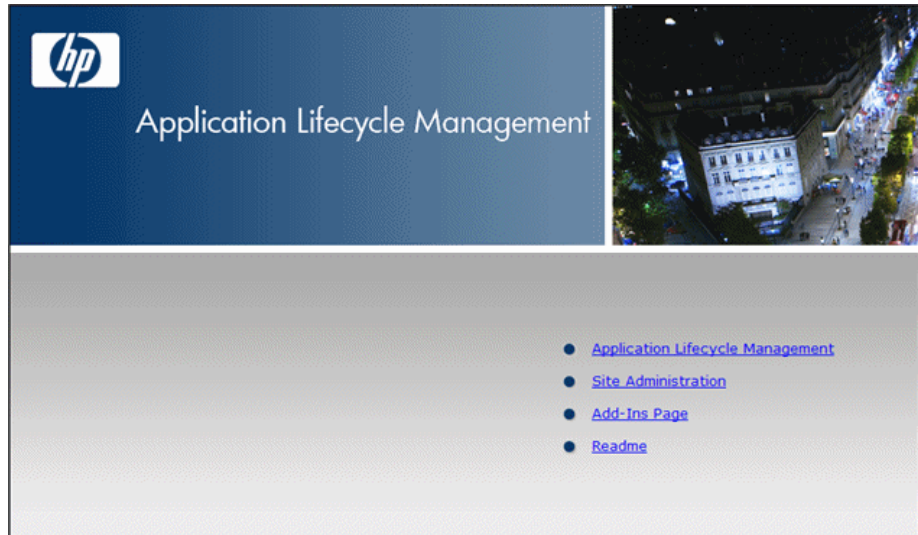 hp
Application Lifecycle Management
Application Lifecycle Management
Site Administration
Add-Ins Page
Readme